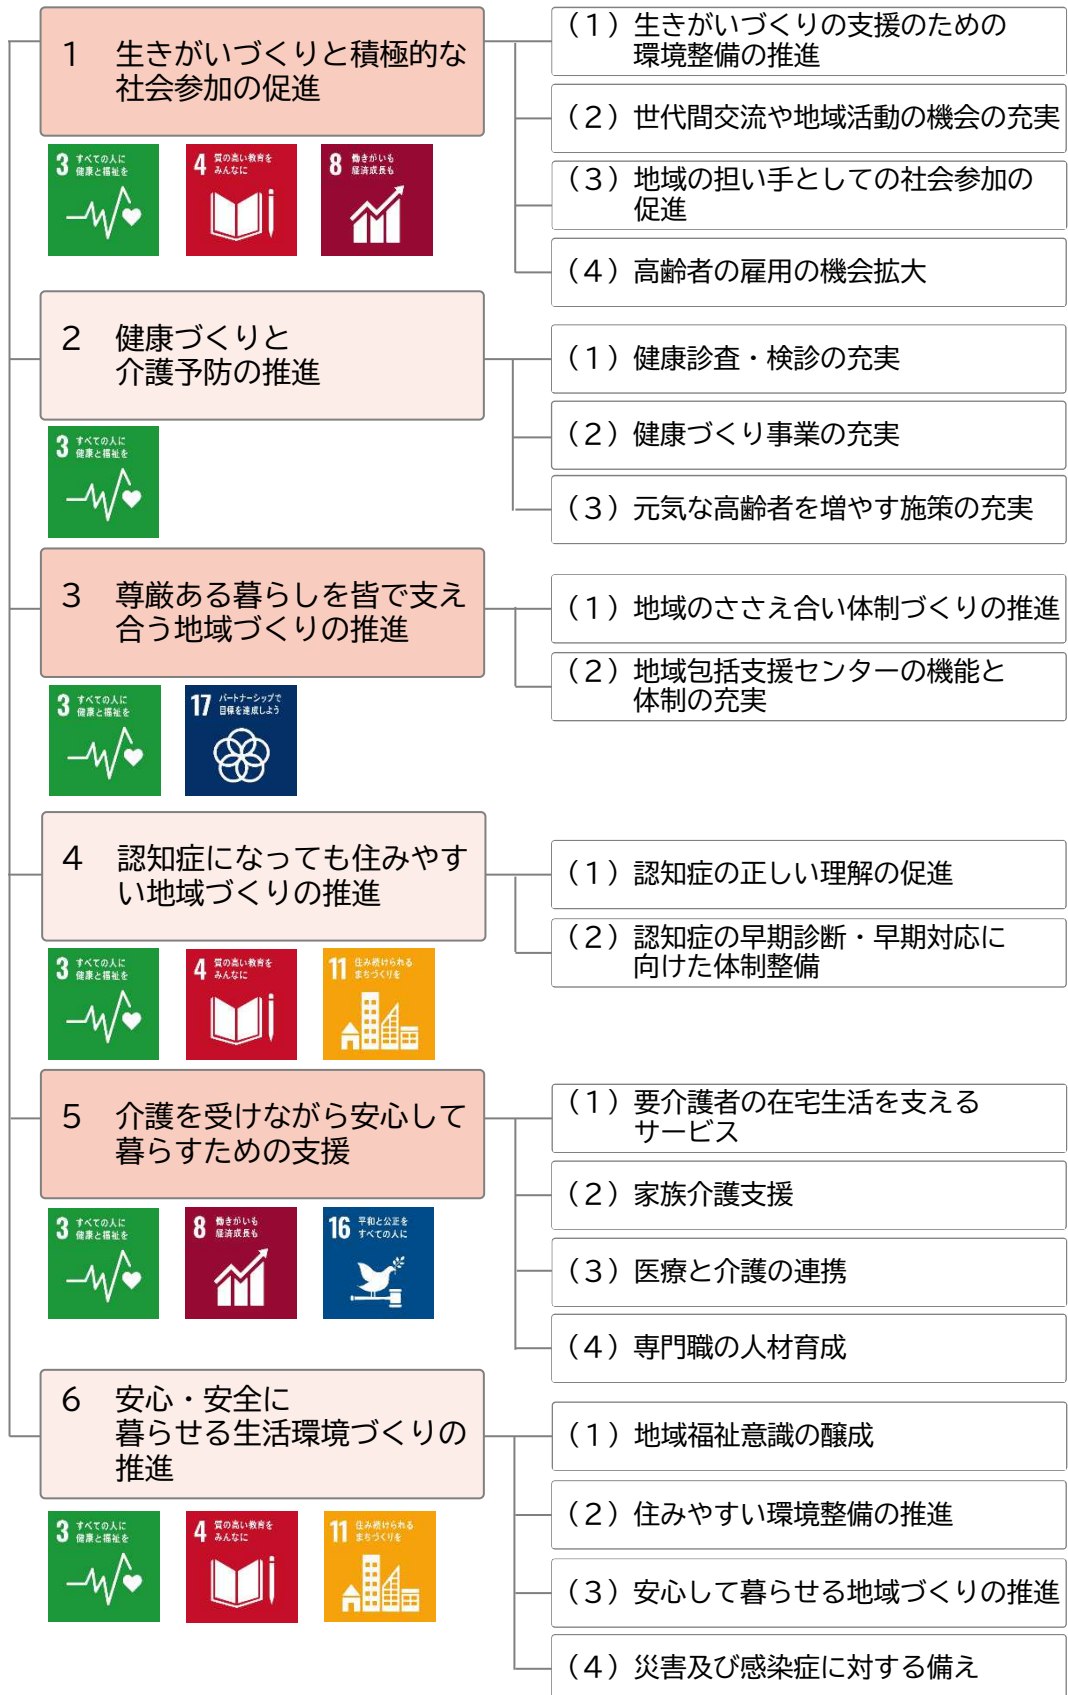 1 生きがいづくりと積極的な
社会参加の促進
3 すべての人に
健康と福祉を
4 質の高い教育を
みんなに
8 働きがいも
経済成長も
（1）生きがいづくりの支援のための
環境整備の推進
（2）世代間交流や地域活動の機会の充実
（3）地域の担い手としての社会参加の
促進
（4）高齢者の雇用の機会拡大
2 健康づくりと
介護予防の推進
3 すべての人に
健康と福祉を
（1）健康診査・検診の充実
（2）健康づくり事業の充実
（3）元気な高齢者を増やす施策の充実
3 尊厳ある暮らしを皆で支え
合う地域づくりの推進
3 すべての人に
健康と福祉を
17 パートナーシップで
目標を達成しよう
（1）地域のささえ合い体制づくりの推進
（2）地域包括支援センターの機能と
体制の充実
4 認知症になっても住みやす
い地域づくりの推進
3 すべての人に
健康と福祉を
4 質の高い教育を
みんなに
11 住み続けられる
まちづくりを
（1）認知症の正しい理解の促進
（2）認知症の早期診断・早期対応に
向けた体制整備
5 介護を受けながら安心して
暮らすための支援
3 すべての人に
健康と福祉を
8 働きがいも
経済成長も
16 平和と公正を
すべての人に
（1）要介護者の在宅生活を支える
サービス
（2）家族介護支援
（3）医療と介護の連携
（4）専門職の人材育成
6 安心・安全に
暮らせる生活環境づくりの
推進
3 すべての人に
健康と福祉を
4 質の高い教育を
みんなに
11 住み続けられる
まちづくりを
（1）地域福祉意識の醸成
（2）住みやすい環境整備の推進
（3）安心して暮らせる地域づくりの推進
（4）災害及び感染症に対する備え